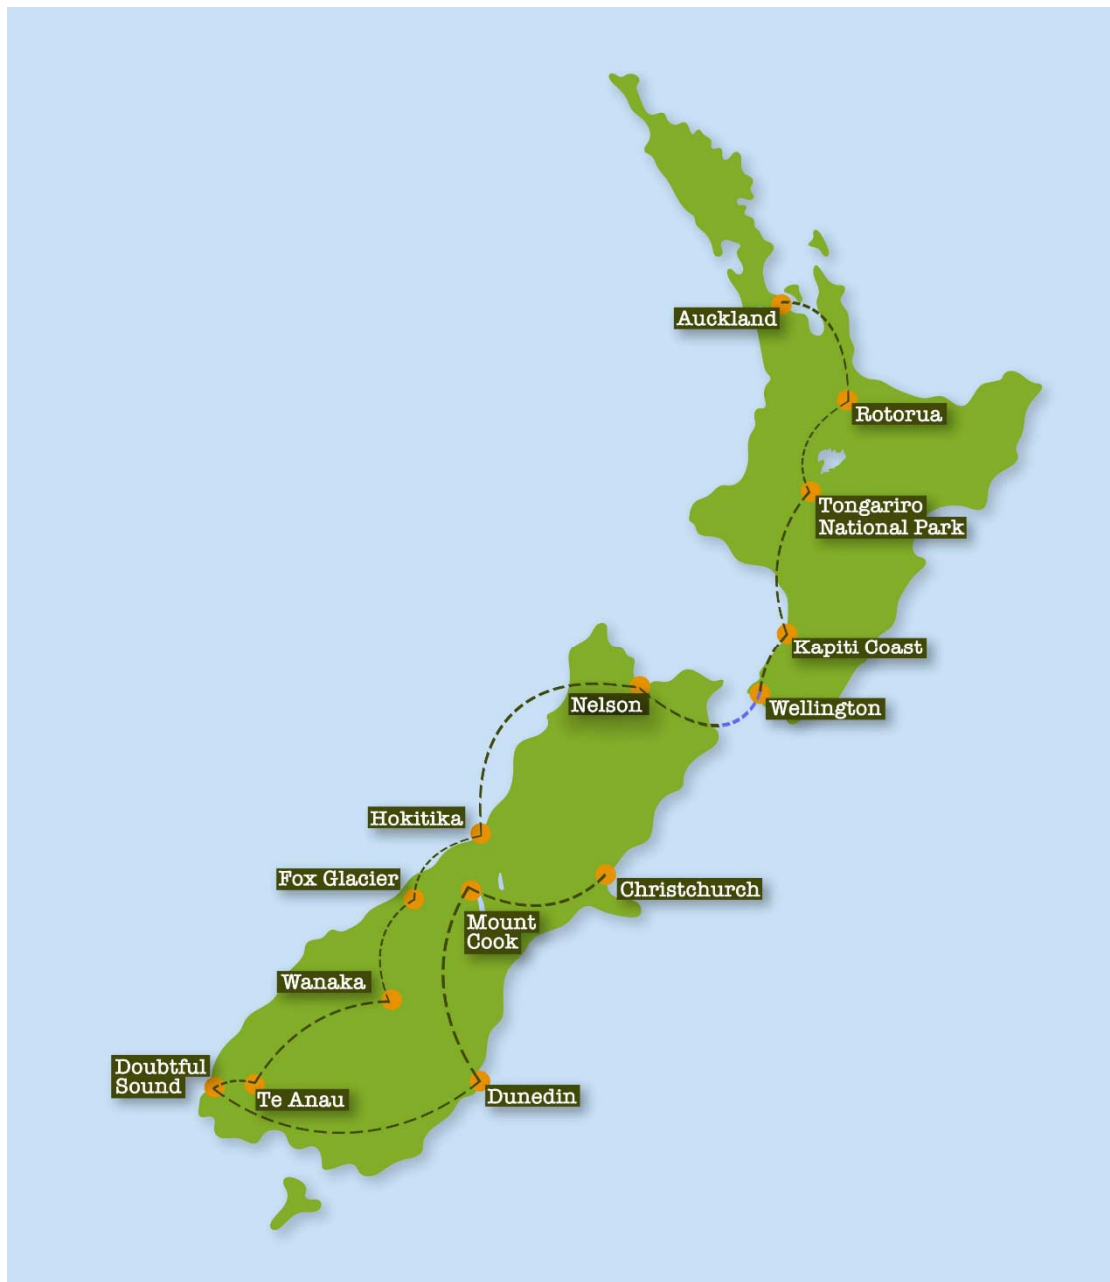 Auckland
Rotorua
Tongariro
National Park
Kapiti Coast
Nelson
Wellington
Hokitika
Fox Glacier
Christchurch
Mount
Cook
Wanaka
Doubtful
Sound
Te Anau
Dunedin